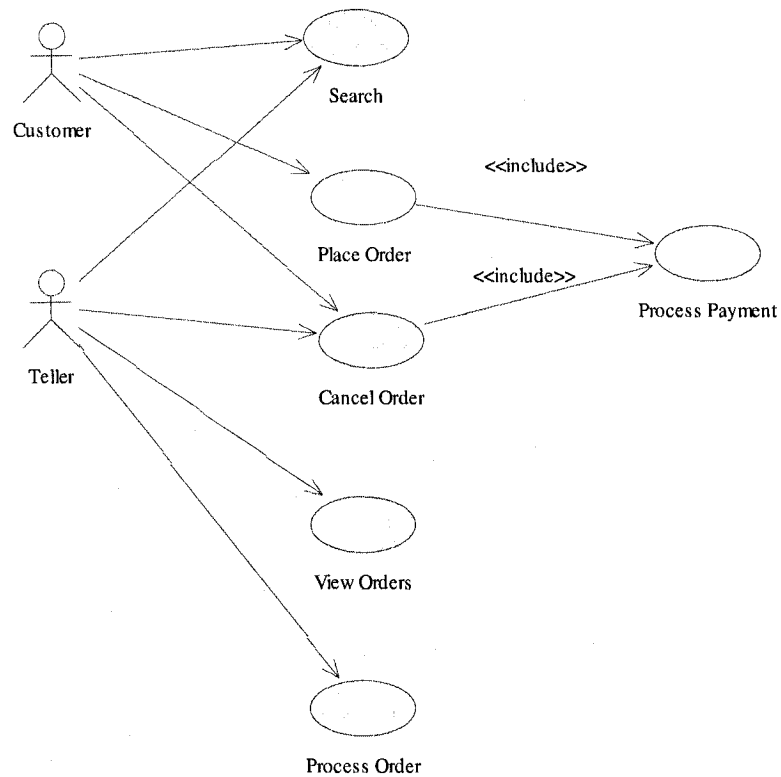 Customer
Search
<<include>>
Place Order
<<include>>
Process Payment
Teller
Cancel Order
View Orders
Process Order